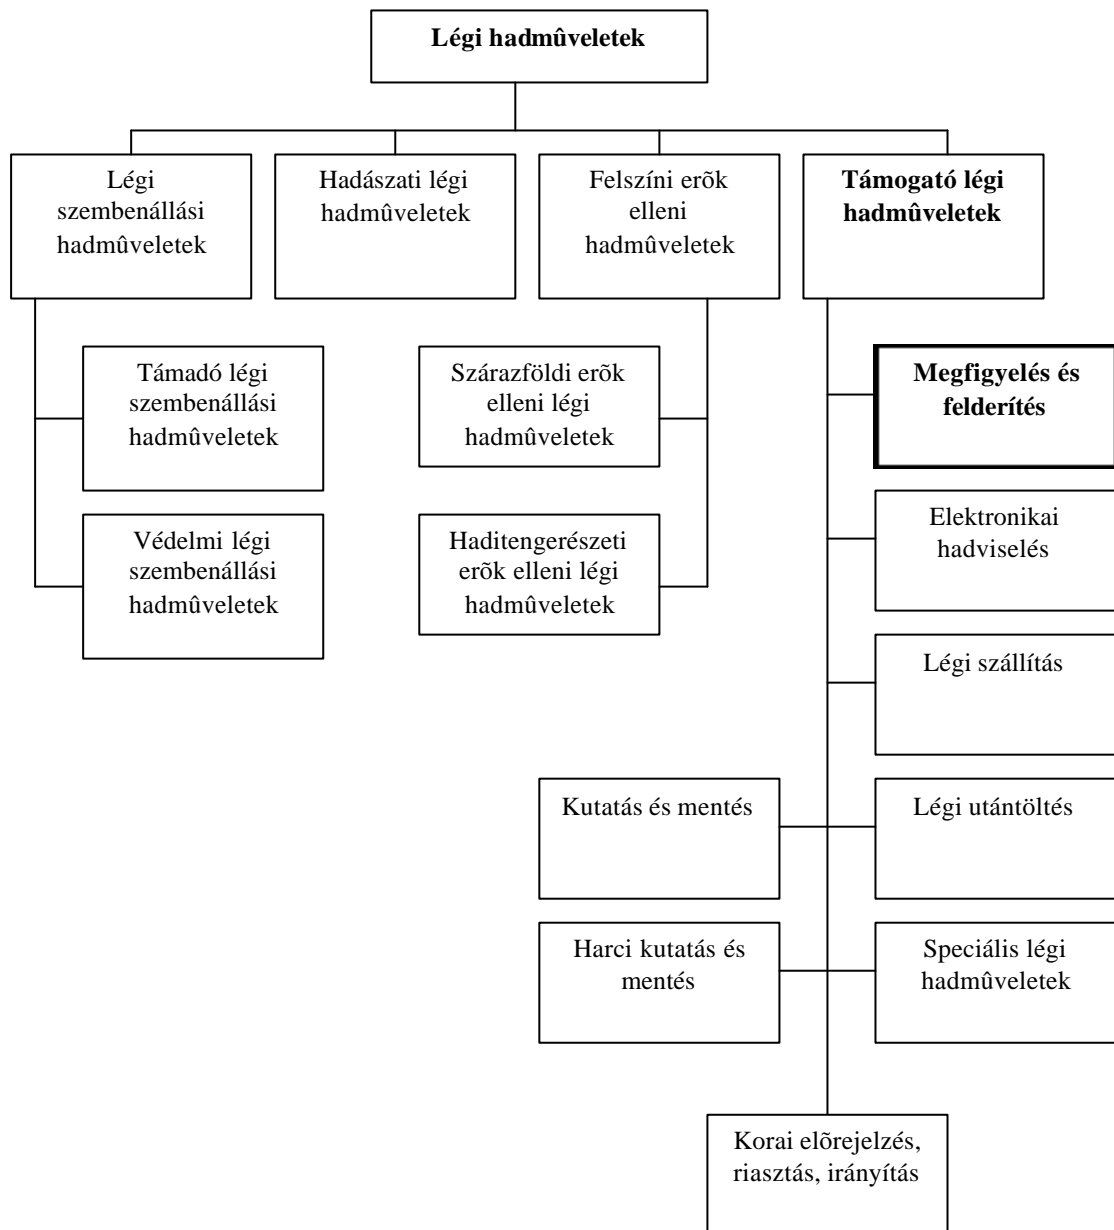 Légi hadmûveletek
Légi
szembenállási
hadmûveletek
Hadászati légi
hadmûveletek
Felszíni erõk
elleni
hadmûveletek
Támogató légi
hadmûveletek
Támadó légi
szembenállási
hadmûveletek
Szárazföldi erõk
elleni légi
hadmûveletek
Megfigyelés és
felderítés
Védelmi légi
szembenállási
hadmûveletek
Haditengerészeti
erõk elleni légi
hadmûveletek
Elektronikai
hadviselés
Légi szállítás
Kutatás és mentés
Légi utántöltés
Harci kutatás és
mentés
Speciális légi
hadmûveletek
Korai elõrejelzés,
riasztás, irányítás